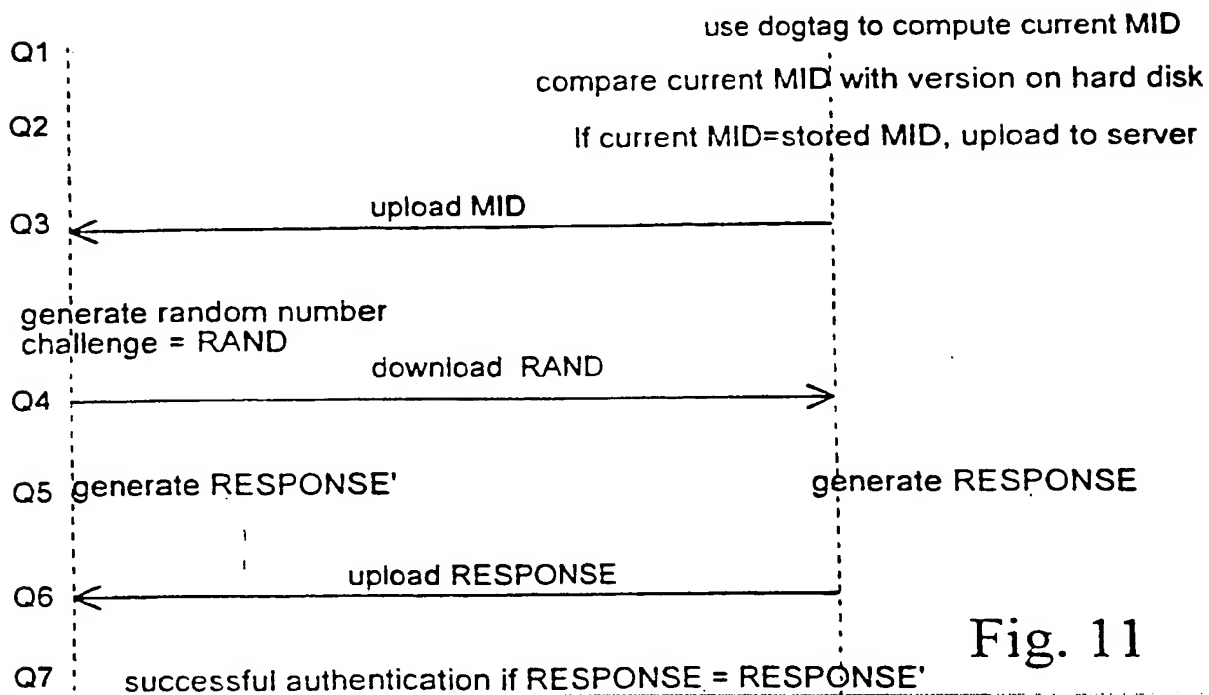 use dogtag to compute current MID
Q1
compare current MID with version on hard disk
Q2
If current MID=stored MID, upload to server
Q3
upload MID
generate random number
challenge = RAND
download RAND
Q4
Q5
generate RESPONSE'
generate RESPONSE
upload RESPONSE
Q6
Fig. 11
Q7
successful authentication if RESPONSE = RESPONSE'